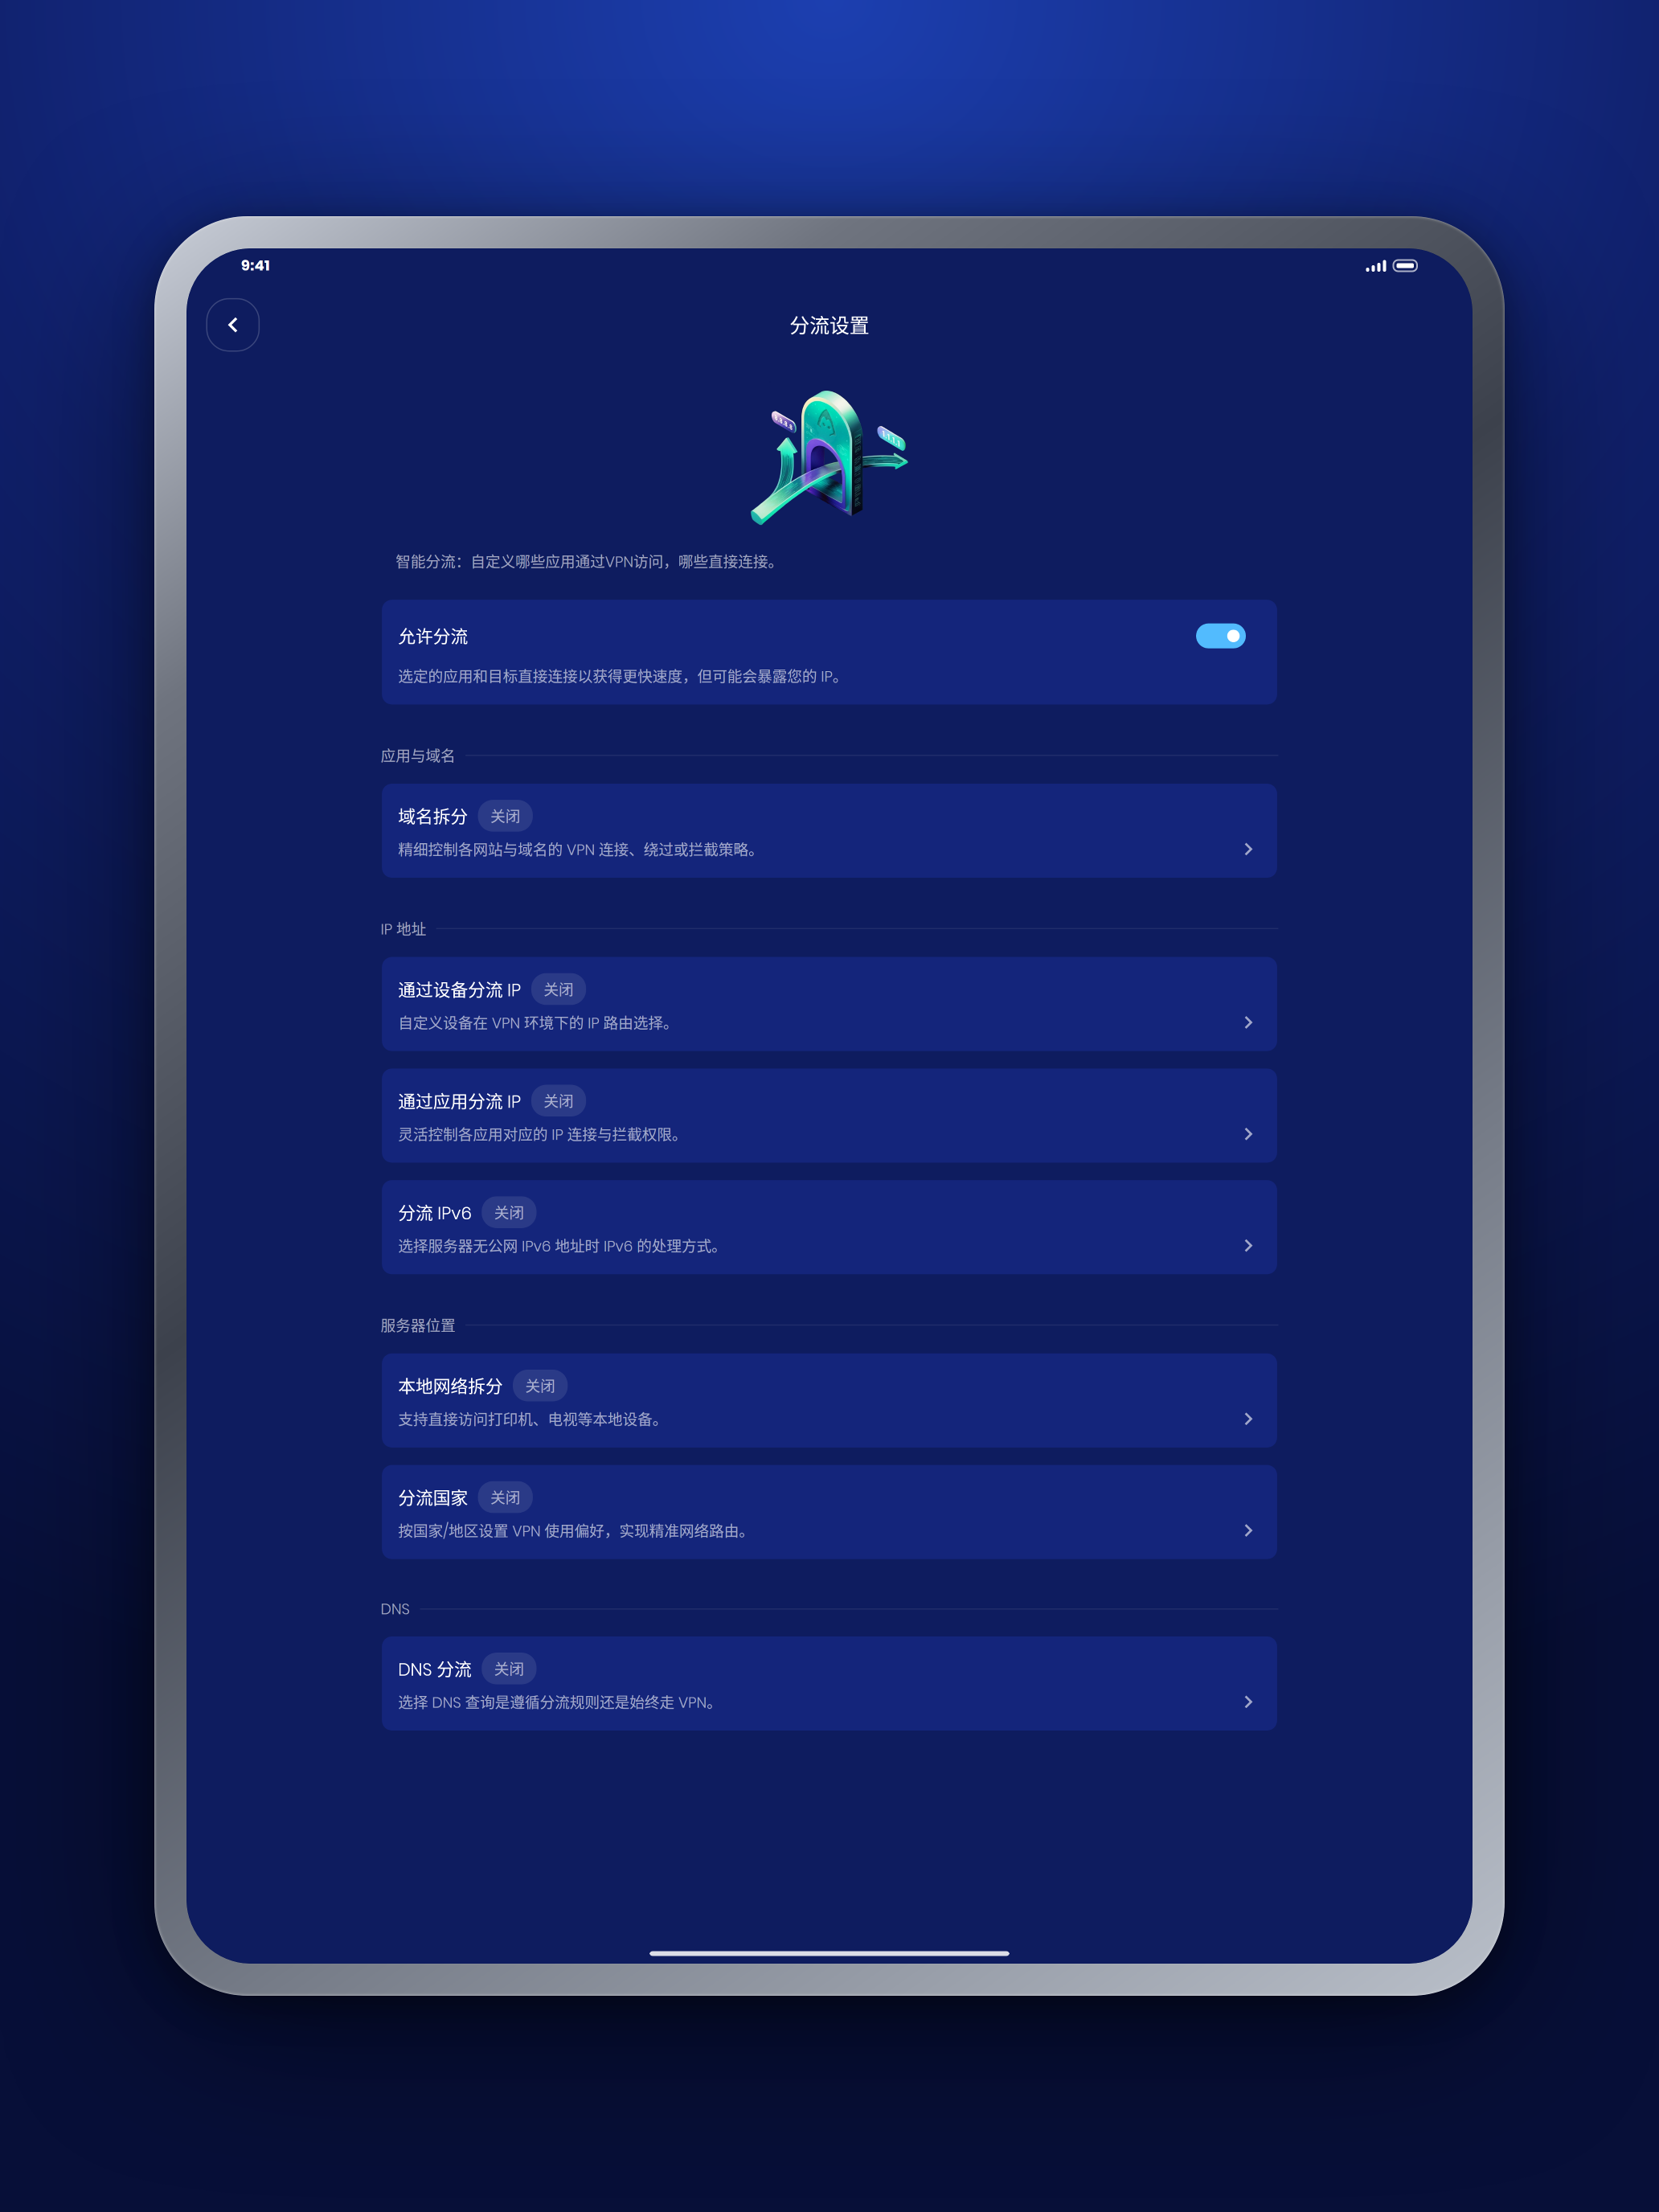 9:41
分流设置
智能分流：自定义哪些应用通过VPN访问，哪些直接连接。
允许分流
选定的应用和目标直接连接以获得更快速度，但可能会暴露您的 IP。
应用与域名
域名拆分 关闭
精细控制各网站与域名的 VPN 连接、绕过或拦截策略。
IP 地址
通过设备分流 IP 关闭
自定义设备在 VPN 环境下的 IP 路由选择。
通过应用分流 IP 关闭
灵活控制各应用对应的 IP 连接与拦截权限。
分流 IPv6 关闭
选择服务器无公网 IPv6 地址时 IPv6 的处理方式。
服务器位置
本地网络拆分 关闭
支持直接访问打印机、电视等本地设备。
分流国家 关闭
按国家/地区设置 VPN 使用偏好，实现精准网络路由。
DNS
DNS 分流 关闭
选择 DNS 查询是遵循分流规则还是始终走 VPN。